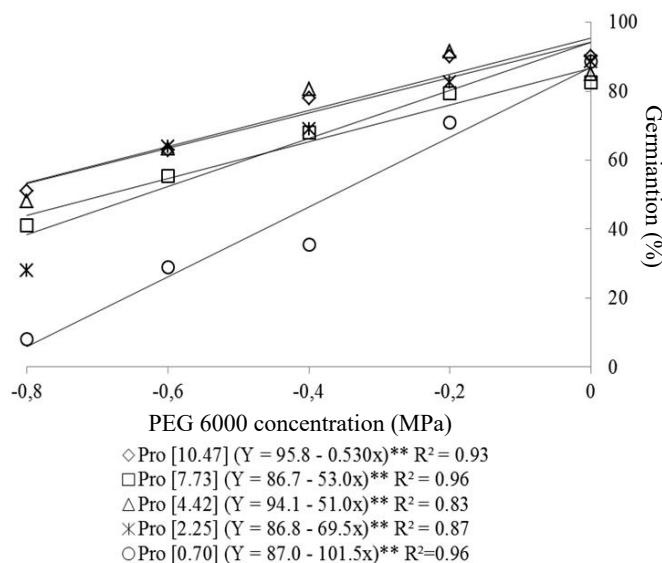 100
80
60
40
20
0
Germiantion (%)
-0,8 -0,6 -0,4 -0,2 0
PEG 6000 concentration (MPa)
◇Pro [10.47] (Y = 95.8 - 0.530x)** R² = 0.93
□Pro [7.73] (Y = 86.7 - 53.0x)** R² = 0.96
△Pro [4.42] (Y = 94.1 - 51.0x)** R² = 0.83
⚹Pro [2.25] (Y = 86.8 - 69.5x)** R² = 0.87
○Pro [0.70] (Y = 87.0 - 101.5x)** R²=0.96